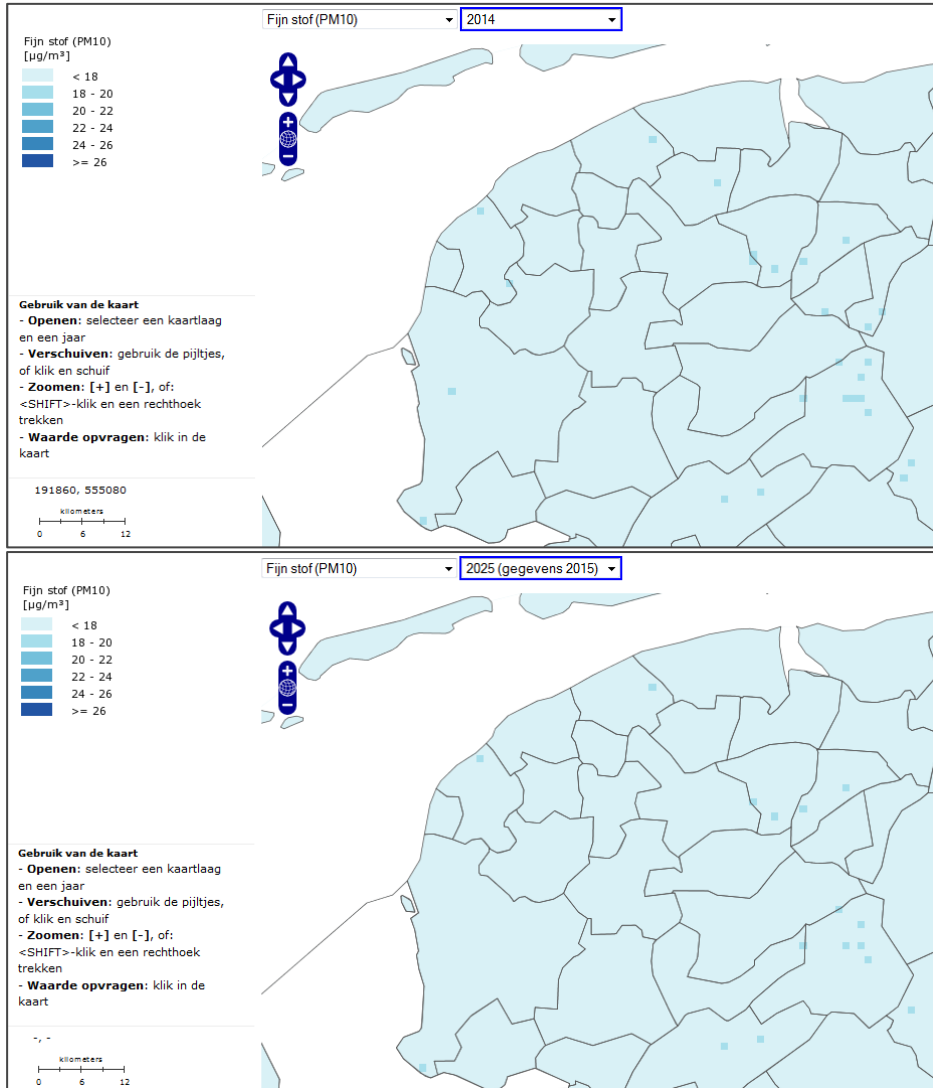 Fijn stof (PM10) 2014
Fijn stof (PM10)
[µg/m³]
< 18
18 - 20
20 - 22
22 - 24
24 - 26
>= 26
Gebruik van de kaart
- Openen: selecteer een kaartlaag
en een jaar
- Verschuiven: gebruik de pijltjes,
of klik en schuif
- Zoomen: [+] en [-], of:
<SHIFT>-klik en een rechthoek
trekken
- Waarde opvragen: klik in de
kaart
191860, 555080
kilometers
0 6 12
Fijn stof (PM10) 2025 (gegevens 2015)
Fijn stof (PM10)
[µg/m³]
< 18
18 - 20
20 - 22
22 - 24
24 - 26
>= 26
Gebruik van de kaart
- Openen: selecteer een kaartlaag
en een jaar
- Verschuiven: gebruik de pijltjes,
of klik en schuif
- Zoomen: [+] en [-], of:
<SHIFT>-klik en een rechthoek
trekken
- Waarde opvragen: klik in de
kaart
-, -
kilometers
0 6 12